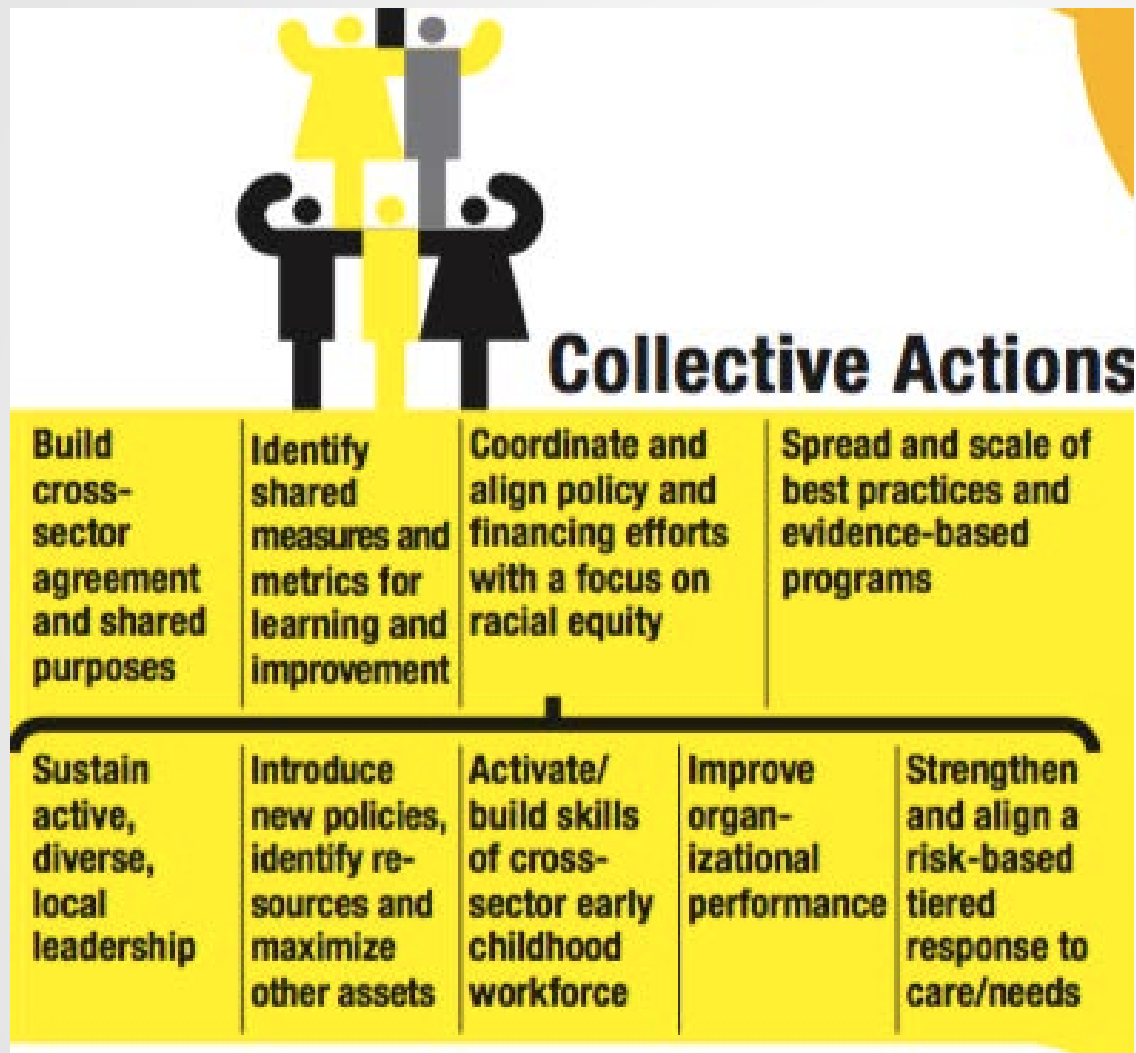 Collective Actions
Build
cross-
sector
agreement
and shared
purposes
Identify
shared
measures and
metrics for
learning and
improvement
Coordinate and
align policy and
financing efforts
with a focus on
racial equity
Spread and scale of
best practices and
evidence-based
programs
Sustain
active,
diverse,
local
leadership
Introduce
new policies,
identify re-
sources and
maximize
other assets
Activate/
build skills
of cross-
sector early
childhood
workforce
Improve
organ-
izational
performance
Strengthen
and align a
risk-based
tiered
response to
care/needs